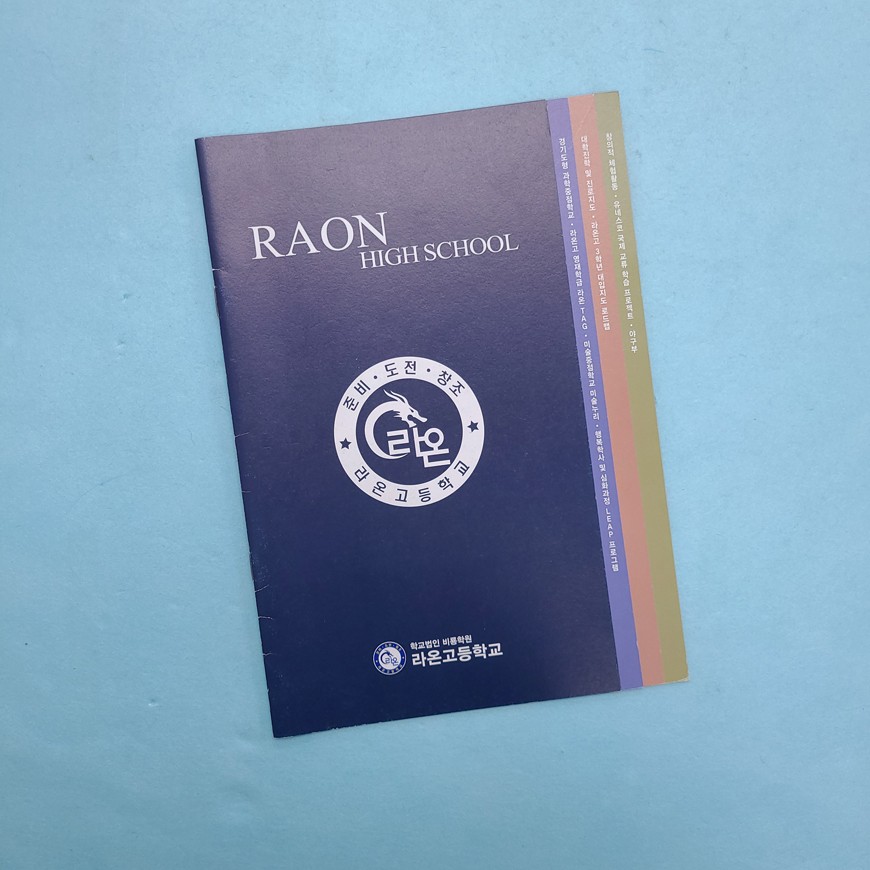 RAON
HIGH SCHOOL
준비·도전·창조
라온
라온고등학교
학교법인 비룡학원
라온고등학교
라온
경기도형 과학중점학교 · 라온고 영재학급 라온 TAG · 미술중점학교 미술누리 · 행복학사 및 심화과정 LEAP 프로그램
대학진학 및 진로지도 · 라온고 3학년 대입지도 로드맵
창의적 체험활동 · 유네스코 국제 교류 학습 프로젝트 · 야구부